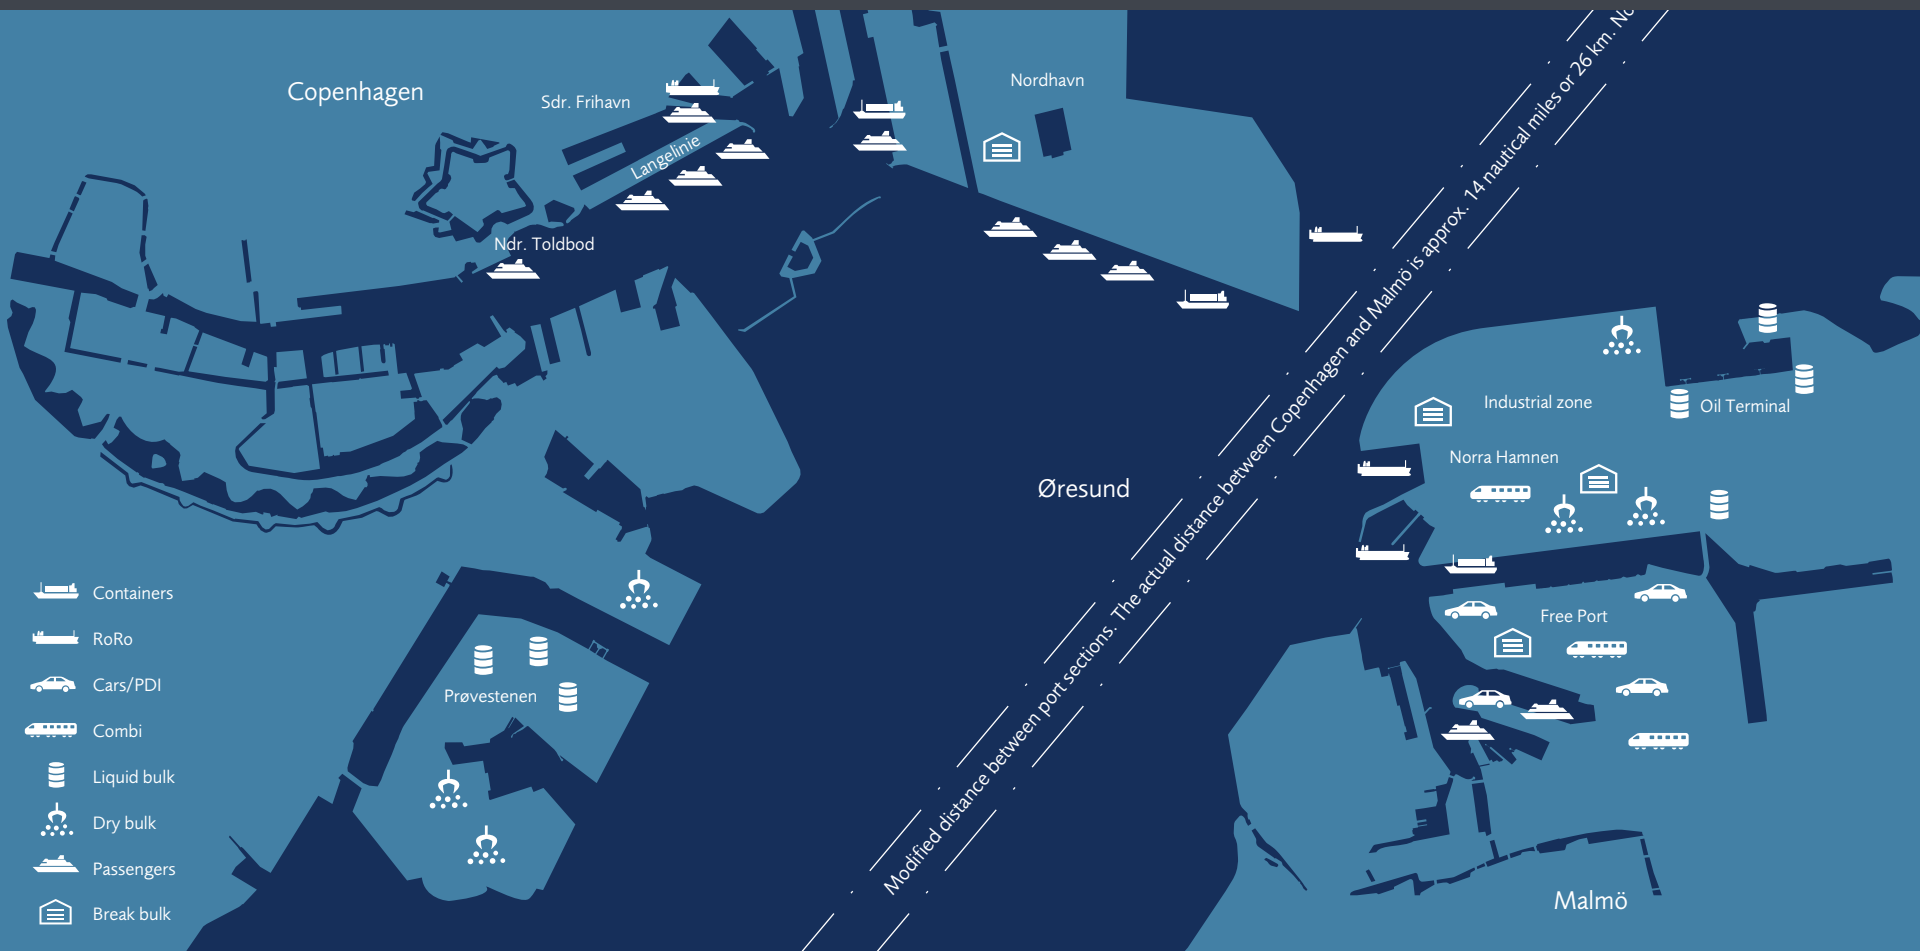 Copenhagen
Sdr. Frihavn
Langelinie
Nordhavn
Ndr. Toldbod
Øresund
Modified distance between port sections. The actual distance between Copenhagen and Malmö is approx. 14 nautical miles or 26 km.
Industrial zone
Oil Terminal
Norra Hamnen
Free Port
Prøvestenen
Malmö
Containers
RoRo
Cars/PDI
Combi
Liquid bulk
Dry bulk
Passengers
Break bulk